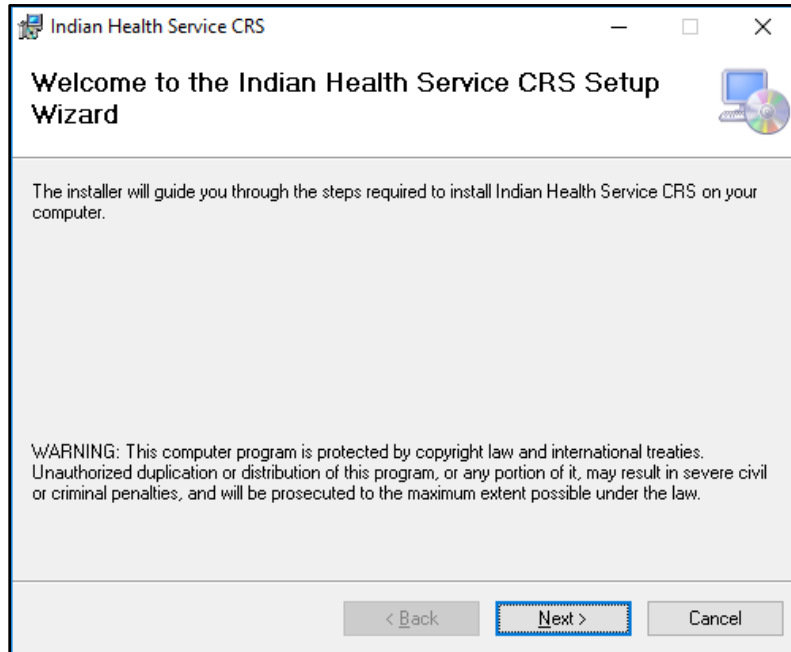 Indian Health Service CRS
Welcome to the Indian Health Service CRS Setup
Wizard
The installer will guide you through the steps required to install Indian Health Service CRS on your
computer.
WARNING: This computer program is protected by copyright law and international treaties.
Unauthorized duplication or distribution of this program, or any portion of it, may result in severe civil
or criminal penalties, and will be prosecuted to the maximum extent possible under the law.
< Back Next > Cancel